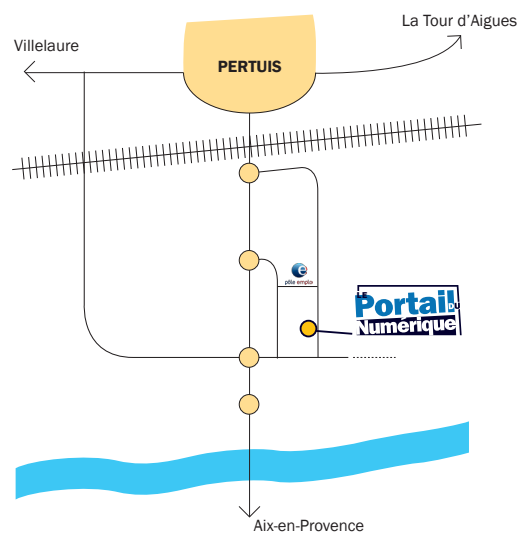 La Tour d'Aigues
Villelaure
PERTUIS
e
pôle emploi
LE
Portail
DU
Numérique
Aix-en-Provence